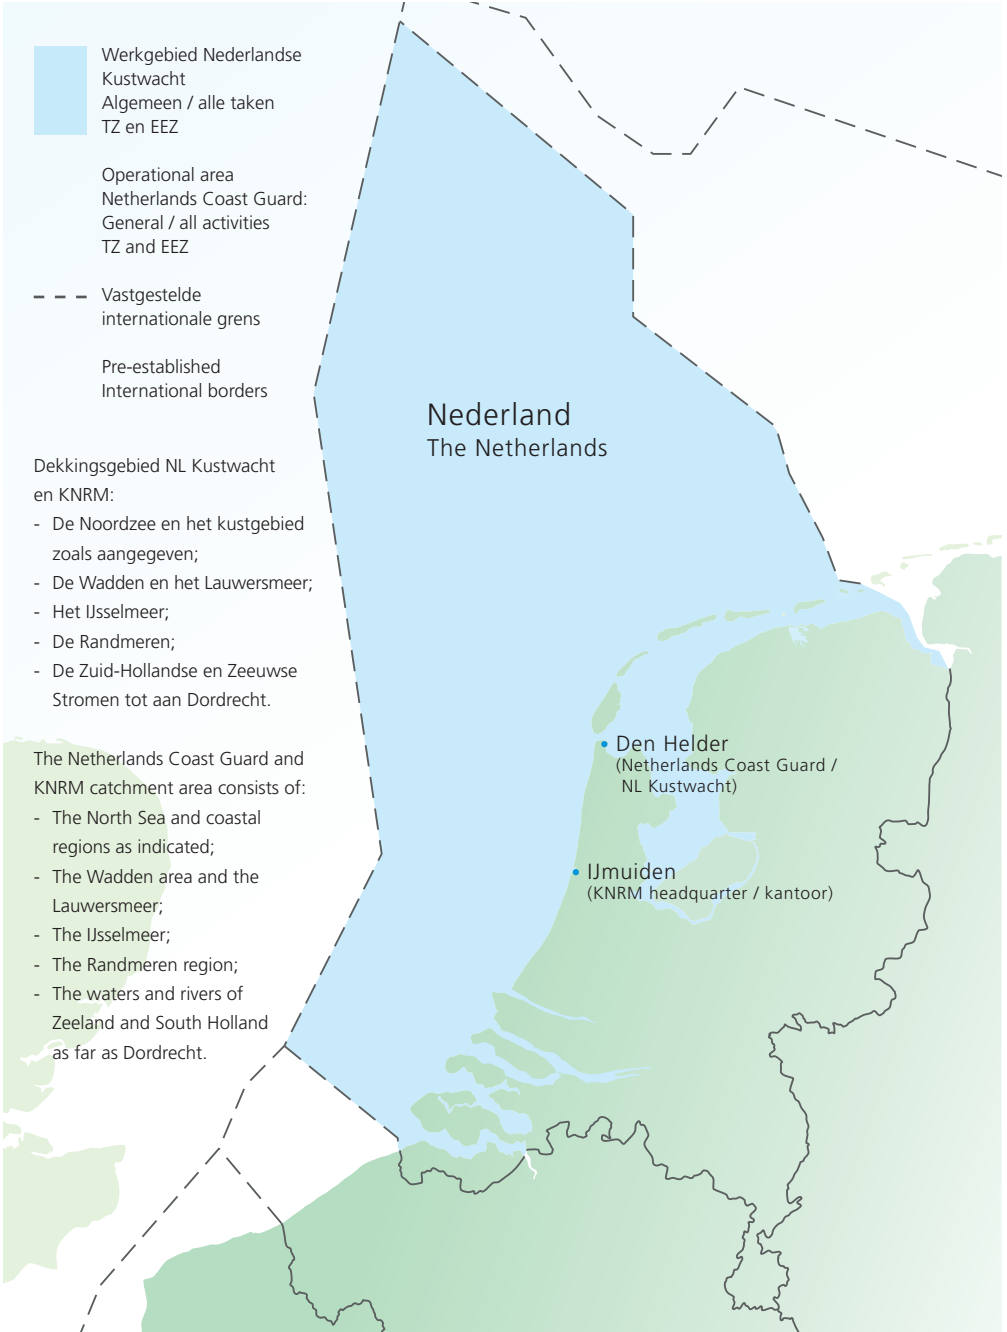 Werkgebied Nederlandse
Kustwacht
Algemeen / alle taken
TZ en EEZ
Operational area
Netherlands Coast Guard:
General / all activities
TZ and EEZ
Vastgestelde
internationale grens
Pre-established
International borders
Nederland
The Netherlands
Dekkingsgebied NL Kustwacht
en KNRM:
- De Noordzee en het kustgebied
zoals aangegeven;
- De Wadden en het Lauwersmeer;
- Het IJsselmeer;
- De Randmeren;
- De Zuid-Hollandse en Zeeuwse
Stromen tot aan Dordrecht.
The Netherlands Coast Guard and
KNRM catchment area consists of:
- The North Sea and coastal
regions as indicated;
- The Wadden area and the
Lauwersmeer;
- The IJsselmeer;
- The Randmeren region;
- The waters and rivers of
Zeeland and South Holland
as far as Dordrecht.
Den Helder
(Netherlands Coast Guard /
NL Kustwacht)
IJmuiden
(KNRM headquarter / kantoor)